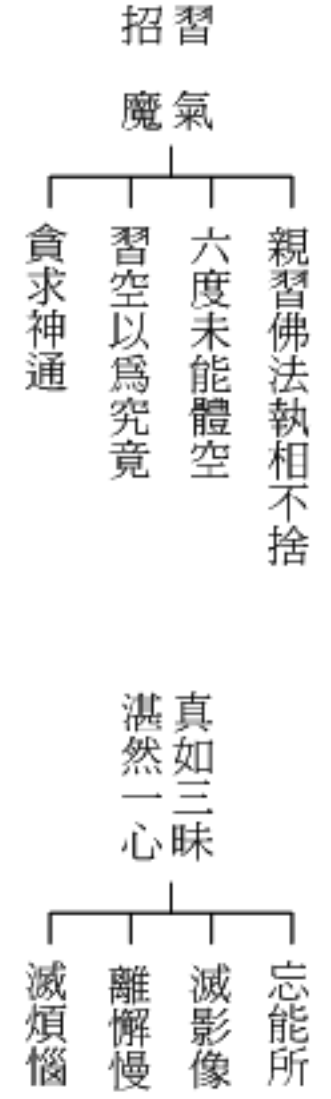 習氣
招魔
親習佛法執相不捨
六度未能體空
習空以爲究竟
貪求神通
真如三昧
湛然一心
忘能所
滅影像
離懈慢
滅煩惱